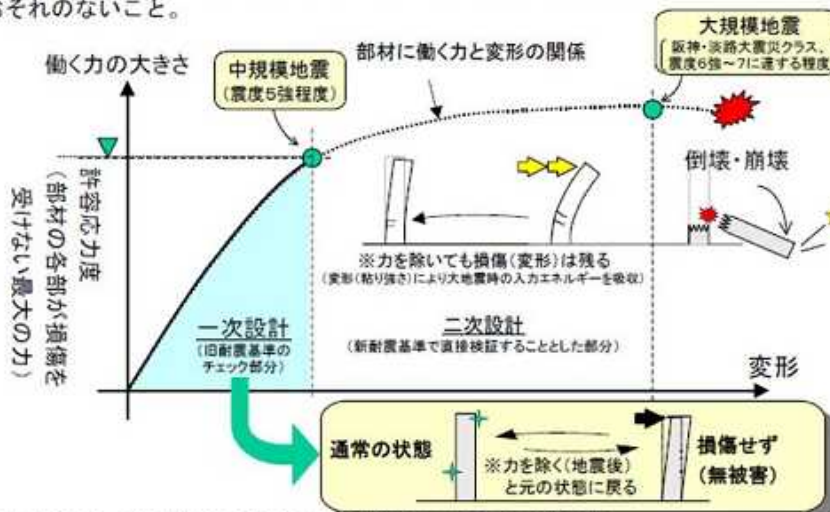 おそれのないこと。
働く力の大きさ
中規模地震
(震度5強程度)
部材に働く力と変形の関係
大規模地震
阪神・淡路大震災クラス、
震度6強～7に達する程度
許容応力度
(部材の各部が損傷を
受けない最大の力)
倒壊・崩壊
※力を除いても損傷(変形)は残る
(変形(粘り強さ)により大地震時の入力エネルギーを吸収)
一次設計
(旧耐震基準の
チェック部分)
二次設計
(新耐震基準で直接検証することとした部分)
変形
通常の状態
※力を除く(地震後)
と元の状態に戻る
損傷せず
(無被害)